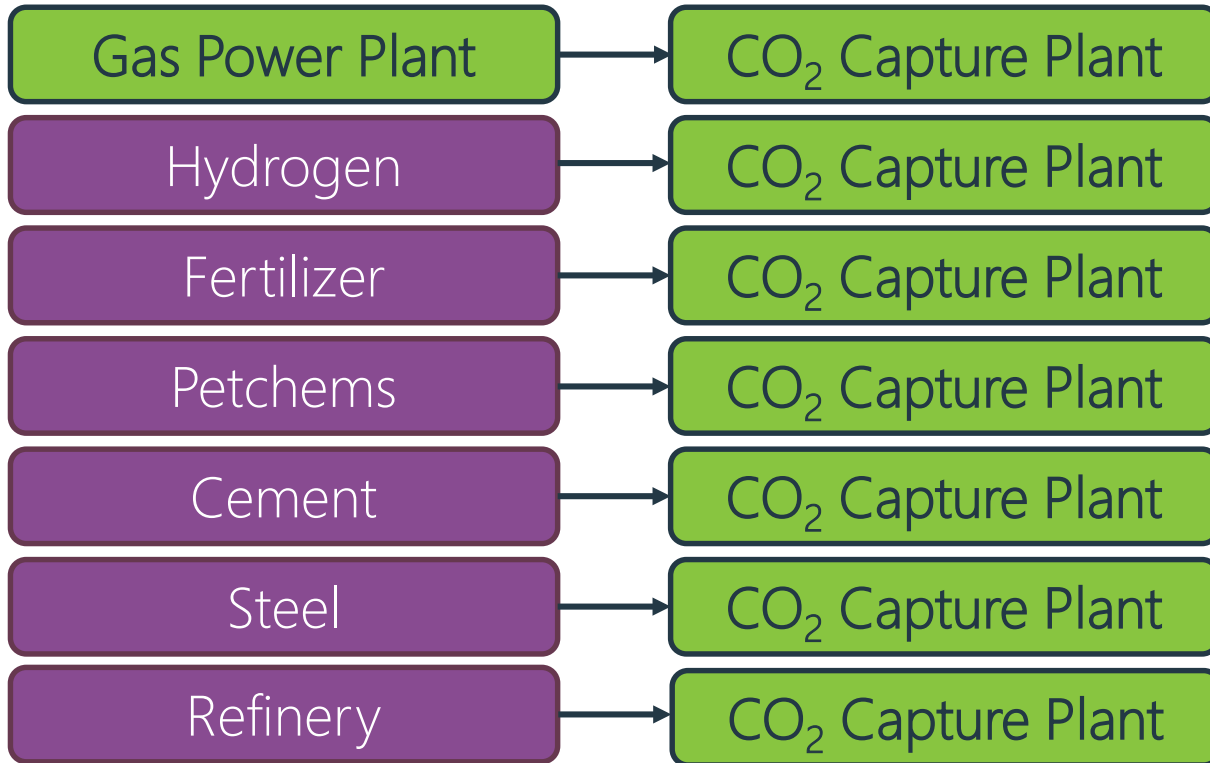 Gas Power Plant
CO₂ Capture Plant
Hydrogen
CO₂ Capture Plant
Fertilizer
CO₂ Capture Plant
Petchems
CO₂ Capture Plant
Cement
CO₂ Capture Plant
Steel
CO₂ Capture Plant
Refinery
CO₂ Capture Plant